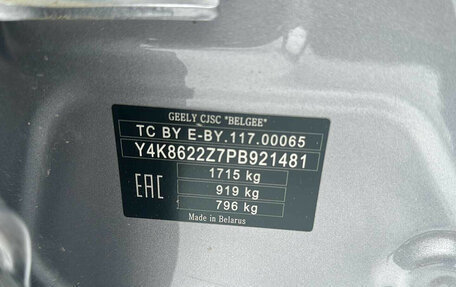 GEELY CJSC "BELGEE"
TC BY E-BY.117.00065
Y4K8622Z7PB921481
1715 kg
EAC
919 kg
796 kg
Made in Belarus